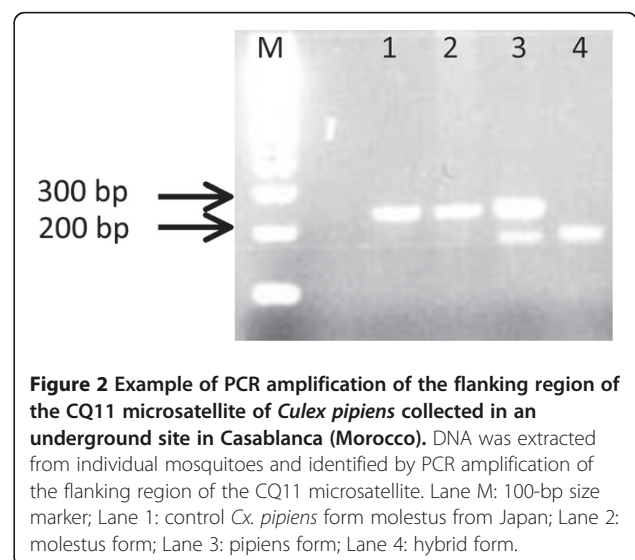 M 1 2 3 4
300 bp
200 bp
Figure 2 Example of PCR amplification of the flanking region of
the CQ11 microsatellite of Culex pipiens collected in an
underground site in Casablanca (Morocco). DNA was extracted
from individual mosquitoes and identified by PCR amplification of
the flanking region of the CQ11 microsatellite. Lane M: 100-bp size
marker; Lane 1: control Cx. pipiens form molestus from Japan; Lane 2:
molestus form; Lane 3: pipiens form; Lane 4: hybrid form.